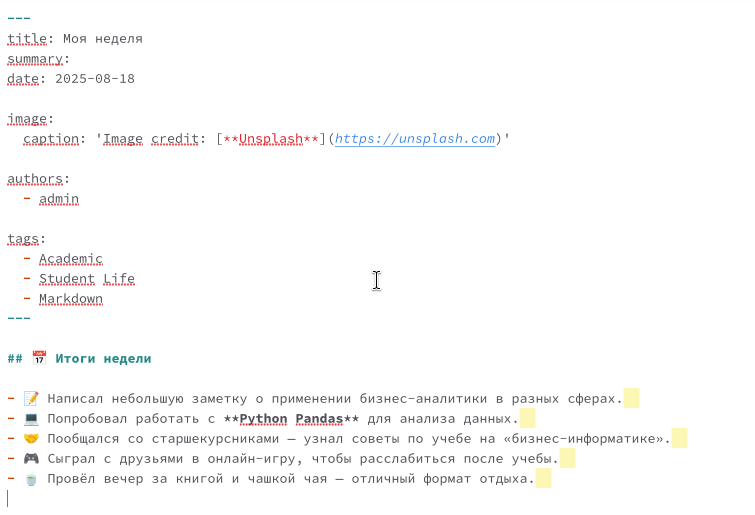 ---
title: Моя неделя
summary:
date: 2025-08-18

image:
  caption: 'Image credit: [**Unsplash**](https://unsplash.com)'

authors:
  - admin

tags:
  - Academic
  - Student Life
  - Markdown
---

## 📅 Итоги недели

- 📝 Написал небольшую заметку о применении бизнес-аналитики в разных сферах.
- 💻 Попробовал работать с **Python Pandas** для анализа данных.
- 🤝 Пообщался со старшекурсниками — узнал советы по учебе на «бизнес-информатике».
- 🎮 Сыграл с друзьями в онлайн-игру, чтобы расслабиться после учебы.
- 🍵 Провёл вечер за книгой и чашкой чая — отличный формат отдыха.